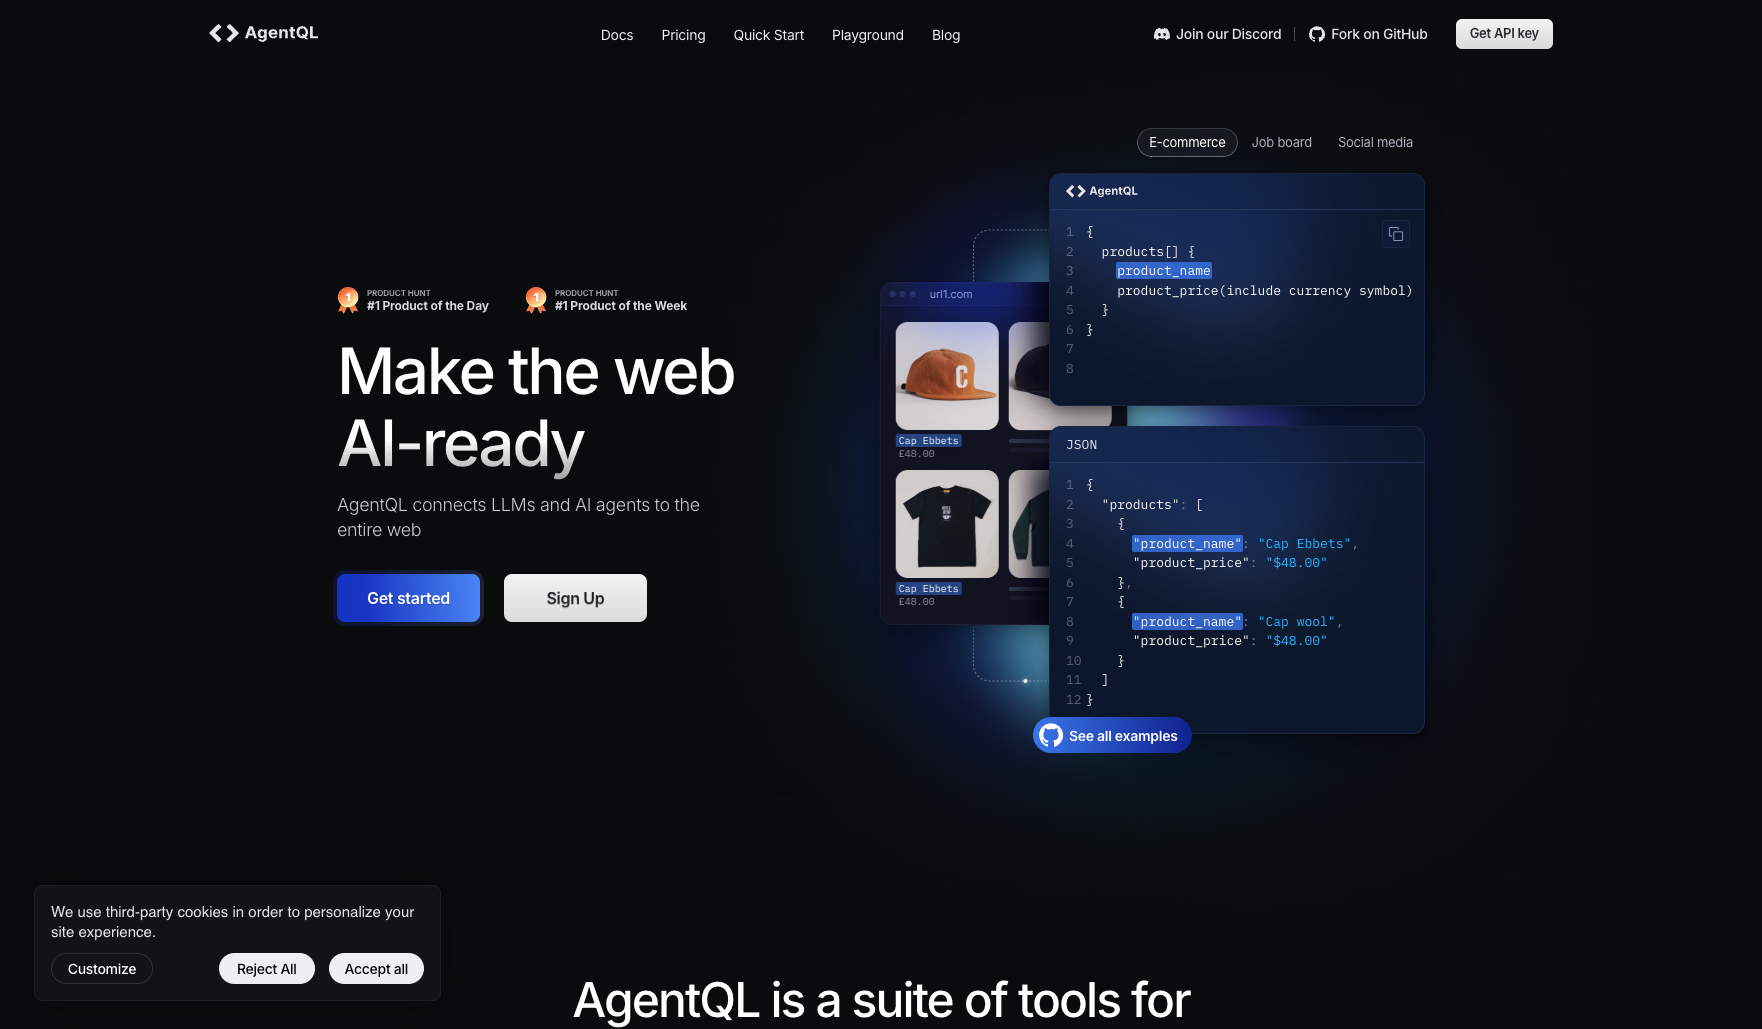 AgentQL
Docs
Pricing
Quick Start
Playground
Blog
Join our Discord
Fork on GitHub
Get API key
E-commerce
Job board
Social media
1
PRODUCT HUNT
#1 Product of the Day
1
PRODUCT HUNT
#1 Product of the Week
Make the web
AI-ready
AgentQL connects LLMs and AI agents to the
entire web
Get started
Sign Up
url1.com
C
Cap Ebbets
£48.00
Cap Ebbets
£48.00
AgentQL
1 {
2   products[] {
3     product_name
4     product_price(include currency symbol)
5   }
6 }
7
8
JSON
1 {
2   "products": [
3     {
4       "product_name": "Cap Ebbets",
5       "product_price": "$48.00"
6     },
7     {
8       "product_name": "Cap wool",
9       "product_price": "$48.00"
10     }
11   ]
12 }
See all examples
We use third-party cookies in order to personalize your
site experience.
Customize
Reject All
Accept all
AgentQL is a suite of tools for